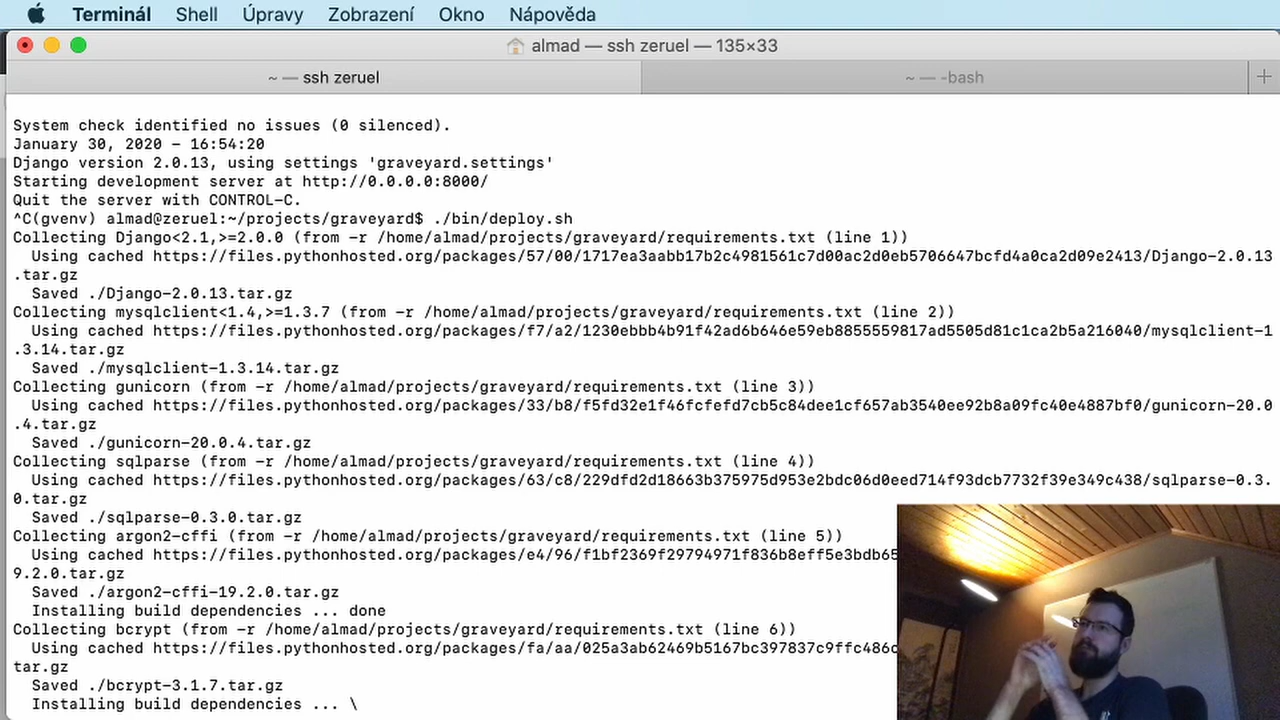 Terminál Shell Úpravy Zobrazení Okno Nápověda
almad — ssh zeruel — 135×33
~ — ssh zeruel
~ — -bash
System check identified no issues (0 silenced).
January 30, 2020 - 16:54:20
Django version 2.0.13, using settings 'graveyard.settings'
Starting development server at http://0.0.0.0:8000/
Quit the server with CONTROL-C.
^C(gvenv) almad@zeruel:~/projects/graveyard$ ./bin/deploy.sh
Collecting Django<2.1,>=2.0.0 (from -r /home/almad/projects/graveyard/requirements.txt (line 1))
Using cached https://files.pythonhosted.org/packages/57/00/1717ea3aabb17b2c4981561c7d00ac2d0eb5706647bcfd4a0ca2d09e2413/Django-2.0.13
.tar.gz
Saved ./Django-2.0.13.tar.gz
Collecting mysqlclient<1.4,>=1.3.7 (from -r /home/almad/projects/graveyard/requirements.txt (line 2))
Using cached https://files.pythonhosted.org/packages/f7/a2/1230ebbb4b91f42ad6b646e59eb8855559817ad5505d81c1ca2b5a216040/mysqlclient-1
.3.14.tar.gz
Saved ./mysqlclient-1.3.14.tar.gz
Collecting gunicorn (from -r /home/almad/projects/graveyard/requirements.txt (line 3))
Using cached https://files.pythonhosted.org/packages/33/b8/f5fd32e1f46fcfefd7cb5c84dee1cf657ab3540ee92b8a09fc40e4887bf0/gunicorn-20.0
.4.tar.gz
Saved ./gunicorn-20.0.4.tar.gz
Collecting sqlparse (from -r /home/almad/projects/graveyard/requirements.txt (line 4))
Using cached https://files.pythonhosted.org/packages/63/c8/229dfd2d18663b375975d953e2bdc06d0eed714f93dcb7732f39e349c438/sqlparse-0.3.
0.tar.gz
Saved ./sqlparse-0.3.0.tar.gz
Collecting argon2-cffi (from -r /home/almad/projects/graveyard/requirements.txt (line 5))
Using cached https://files.pythonhosted.org/packages/e4/96/f1bf2369f29794971f836b8eff5e3bdb65
9.2.0.tar.gz
Saved ./argon2-cffi-19.2.0.tar.gz
Installing build dependencies ... done
Collecting bcrypt (from -r /home/almad/projects/graveyard/requirements.txt (line 6))
Using cached https://files.pythonhosted.org/packages/fa/aa/025a3ab62469b5167bc397837c9ffc486c
tar.gz
Saved ./bcrypt-3.1.7.tar.gz
Installing build dependencies ... \